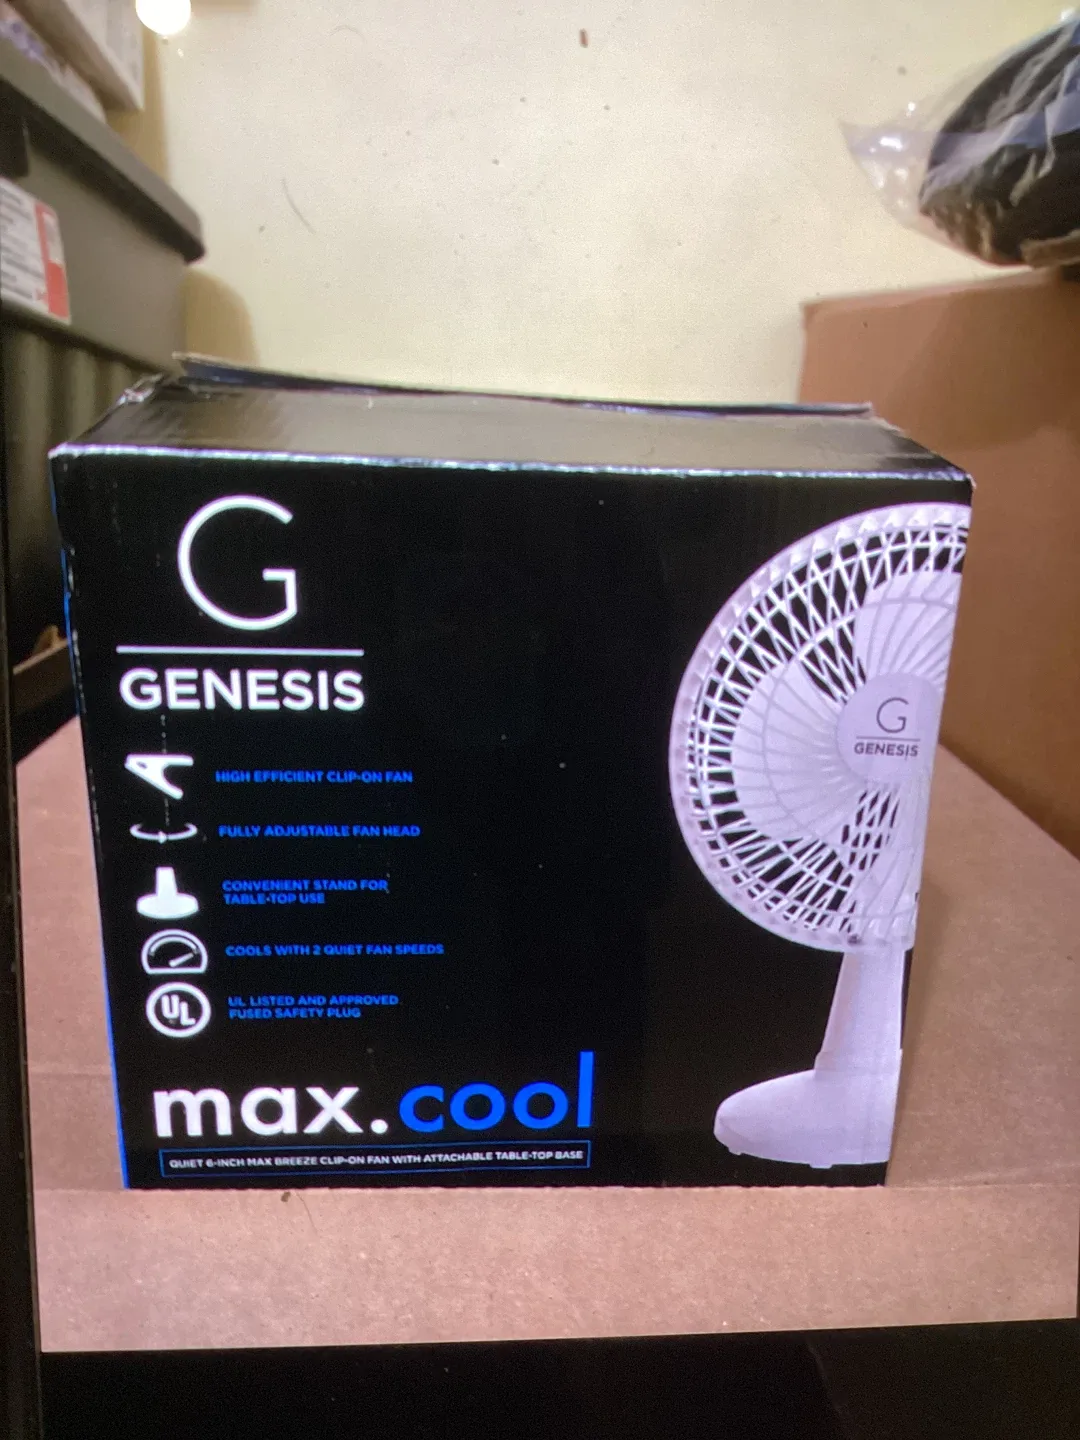 G
GENESIS
HIGH EFFICIENT CLIP-ON FAN
FULLY ADJUSTABLE FAN HEAD
CONVENIENT STAND FOR
TABLE-TOP USE
COOLS WITH 2 QUIET FAN SPEEDS
UL
UL LISTED AND APPROVED
FUSED SAFETY PLUG
max.cool
QUIET 6-INCH MAX BREEZE CLIP-ON FAN WITH ATTACHABLE TABLE-TOP BASE
G
GENESIS